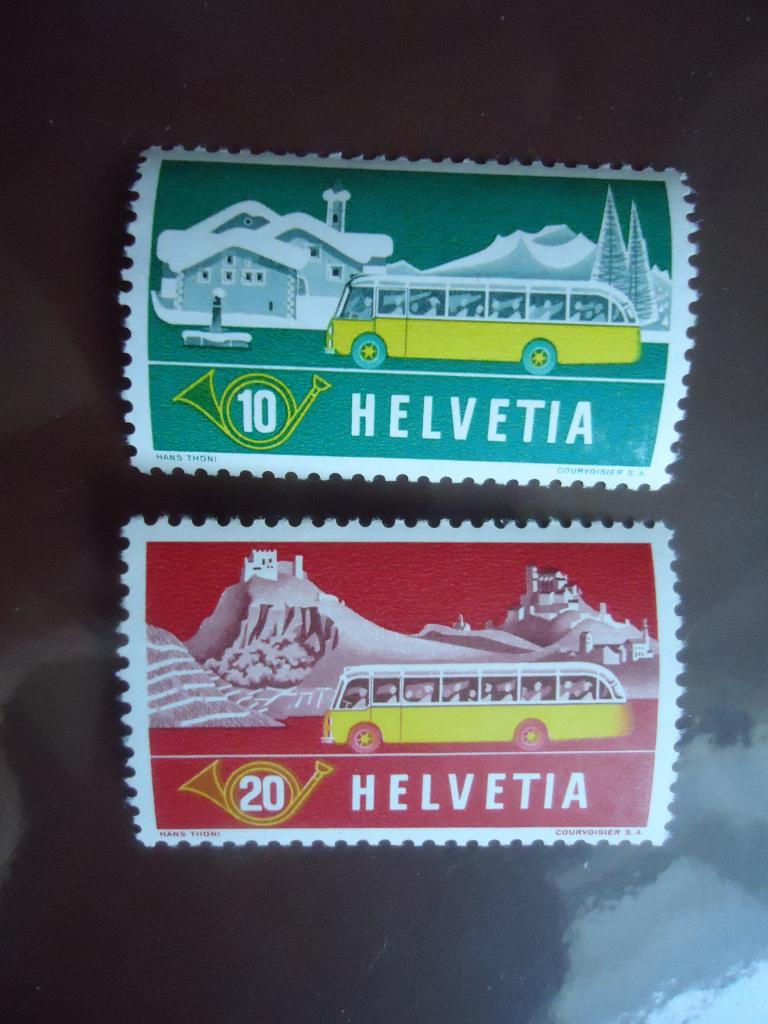 10 HELVETIA
HANS THÖNI COURVOISIER S.A.
20 HELVETIA
HANS THÖNI COURVOISIER S.A.